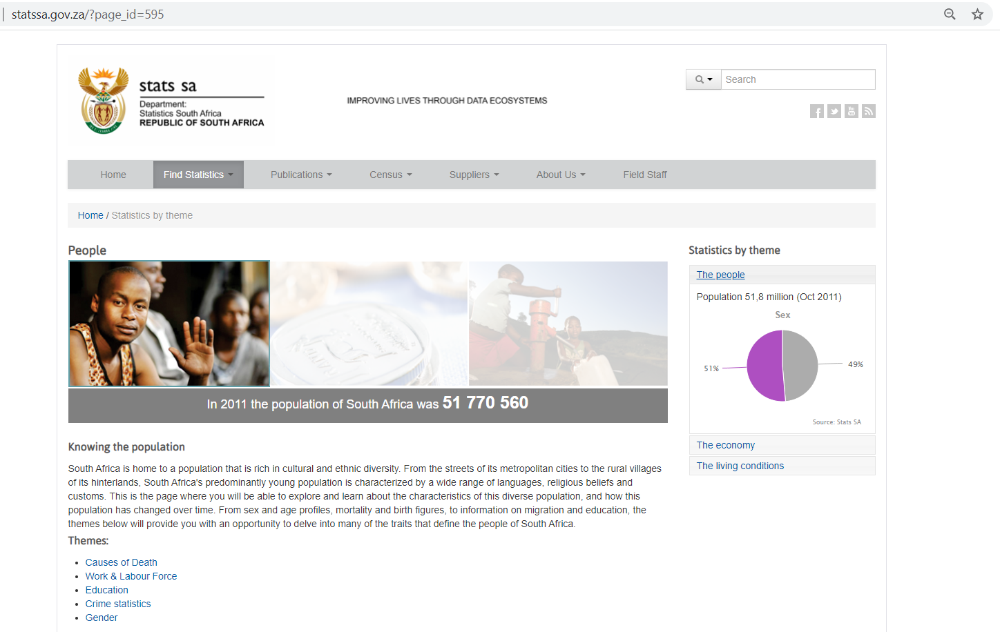 statssa.gov.za/?page_id=595
stats sa
Department:
Statistics South Africa
REPUBLIC OF SOUTH AFRICA
IMPROVING LIVES THROUGH DATA ECOSYSTEMS
Search
Home
Find Statistics
Publications
Census
Suppliers
About Us
Field Staff
Home / Statistics by theme
People
In 2011 the population of South Africa was 51 770 560
Knowing the population
South Africa is home to a population that is rich in cultural and ethnic diversity. From the streets of its metropolitan cities to the rural villages
of its hinterlands, South Africa's predominantly young population is characterized by a wide range of languages, religious beliefs and
customs. This is the page where you will be able to explore and learn about the characteristics of this diverse population, and how this
population has changed over time. From sex and age profiles, mortality and birth figures, to information on migration and education, the
themes below will provide you with an opportunity to delve into many of the traits that define the people of South Africa.
Themes:
Causes of Death
Work & Labour Force
Education
Crime statistics
Gender
Statistics by theme
The people
Population 51,8 million (Oct 2011)
Sex
51%
49%
Source: Stats SA
The economy
The living conditions